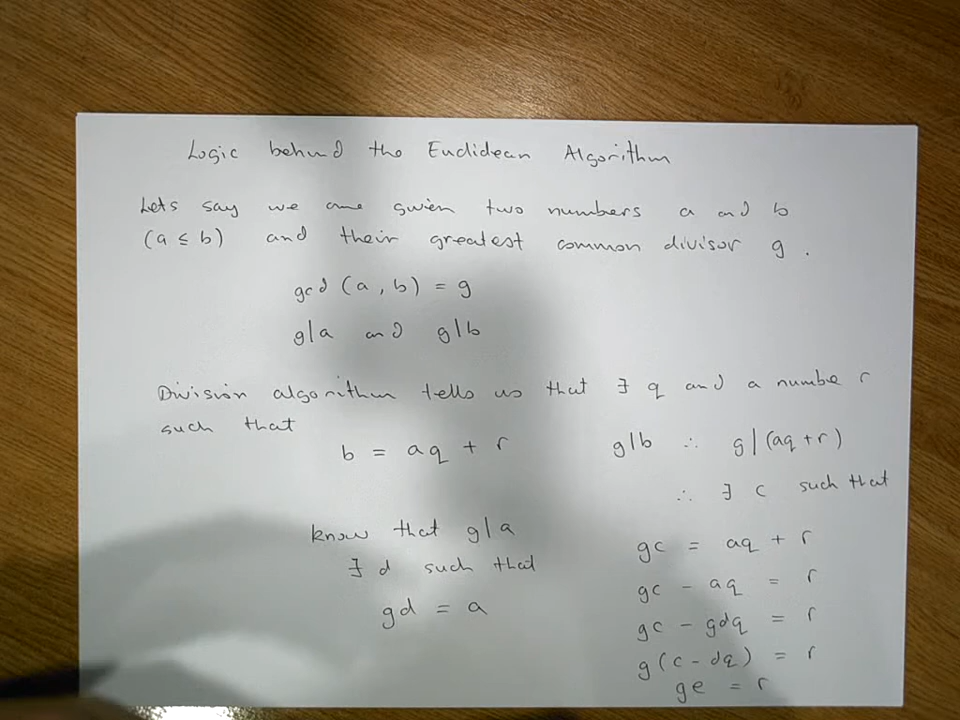 Logic behind the Euclidean Algorithm
Lets say we are given two numbers a and b
(a ≤ b) and their greatest common divisor g .
gcd (a , b) = g
g|a and g|b
Division algorithm tells us that ∃ q and a number r
such that
b = aq + r
g|b ∴ g|(aq + r)
∴ ∃ c such that
know that g|a
∃ d such that
gd = a
gc = aq + r
gc - aq = r
gc - gdq = r
g(c - dq) = r
ge = r